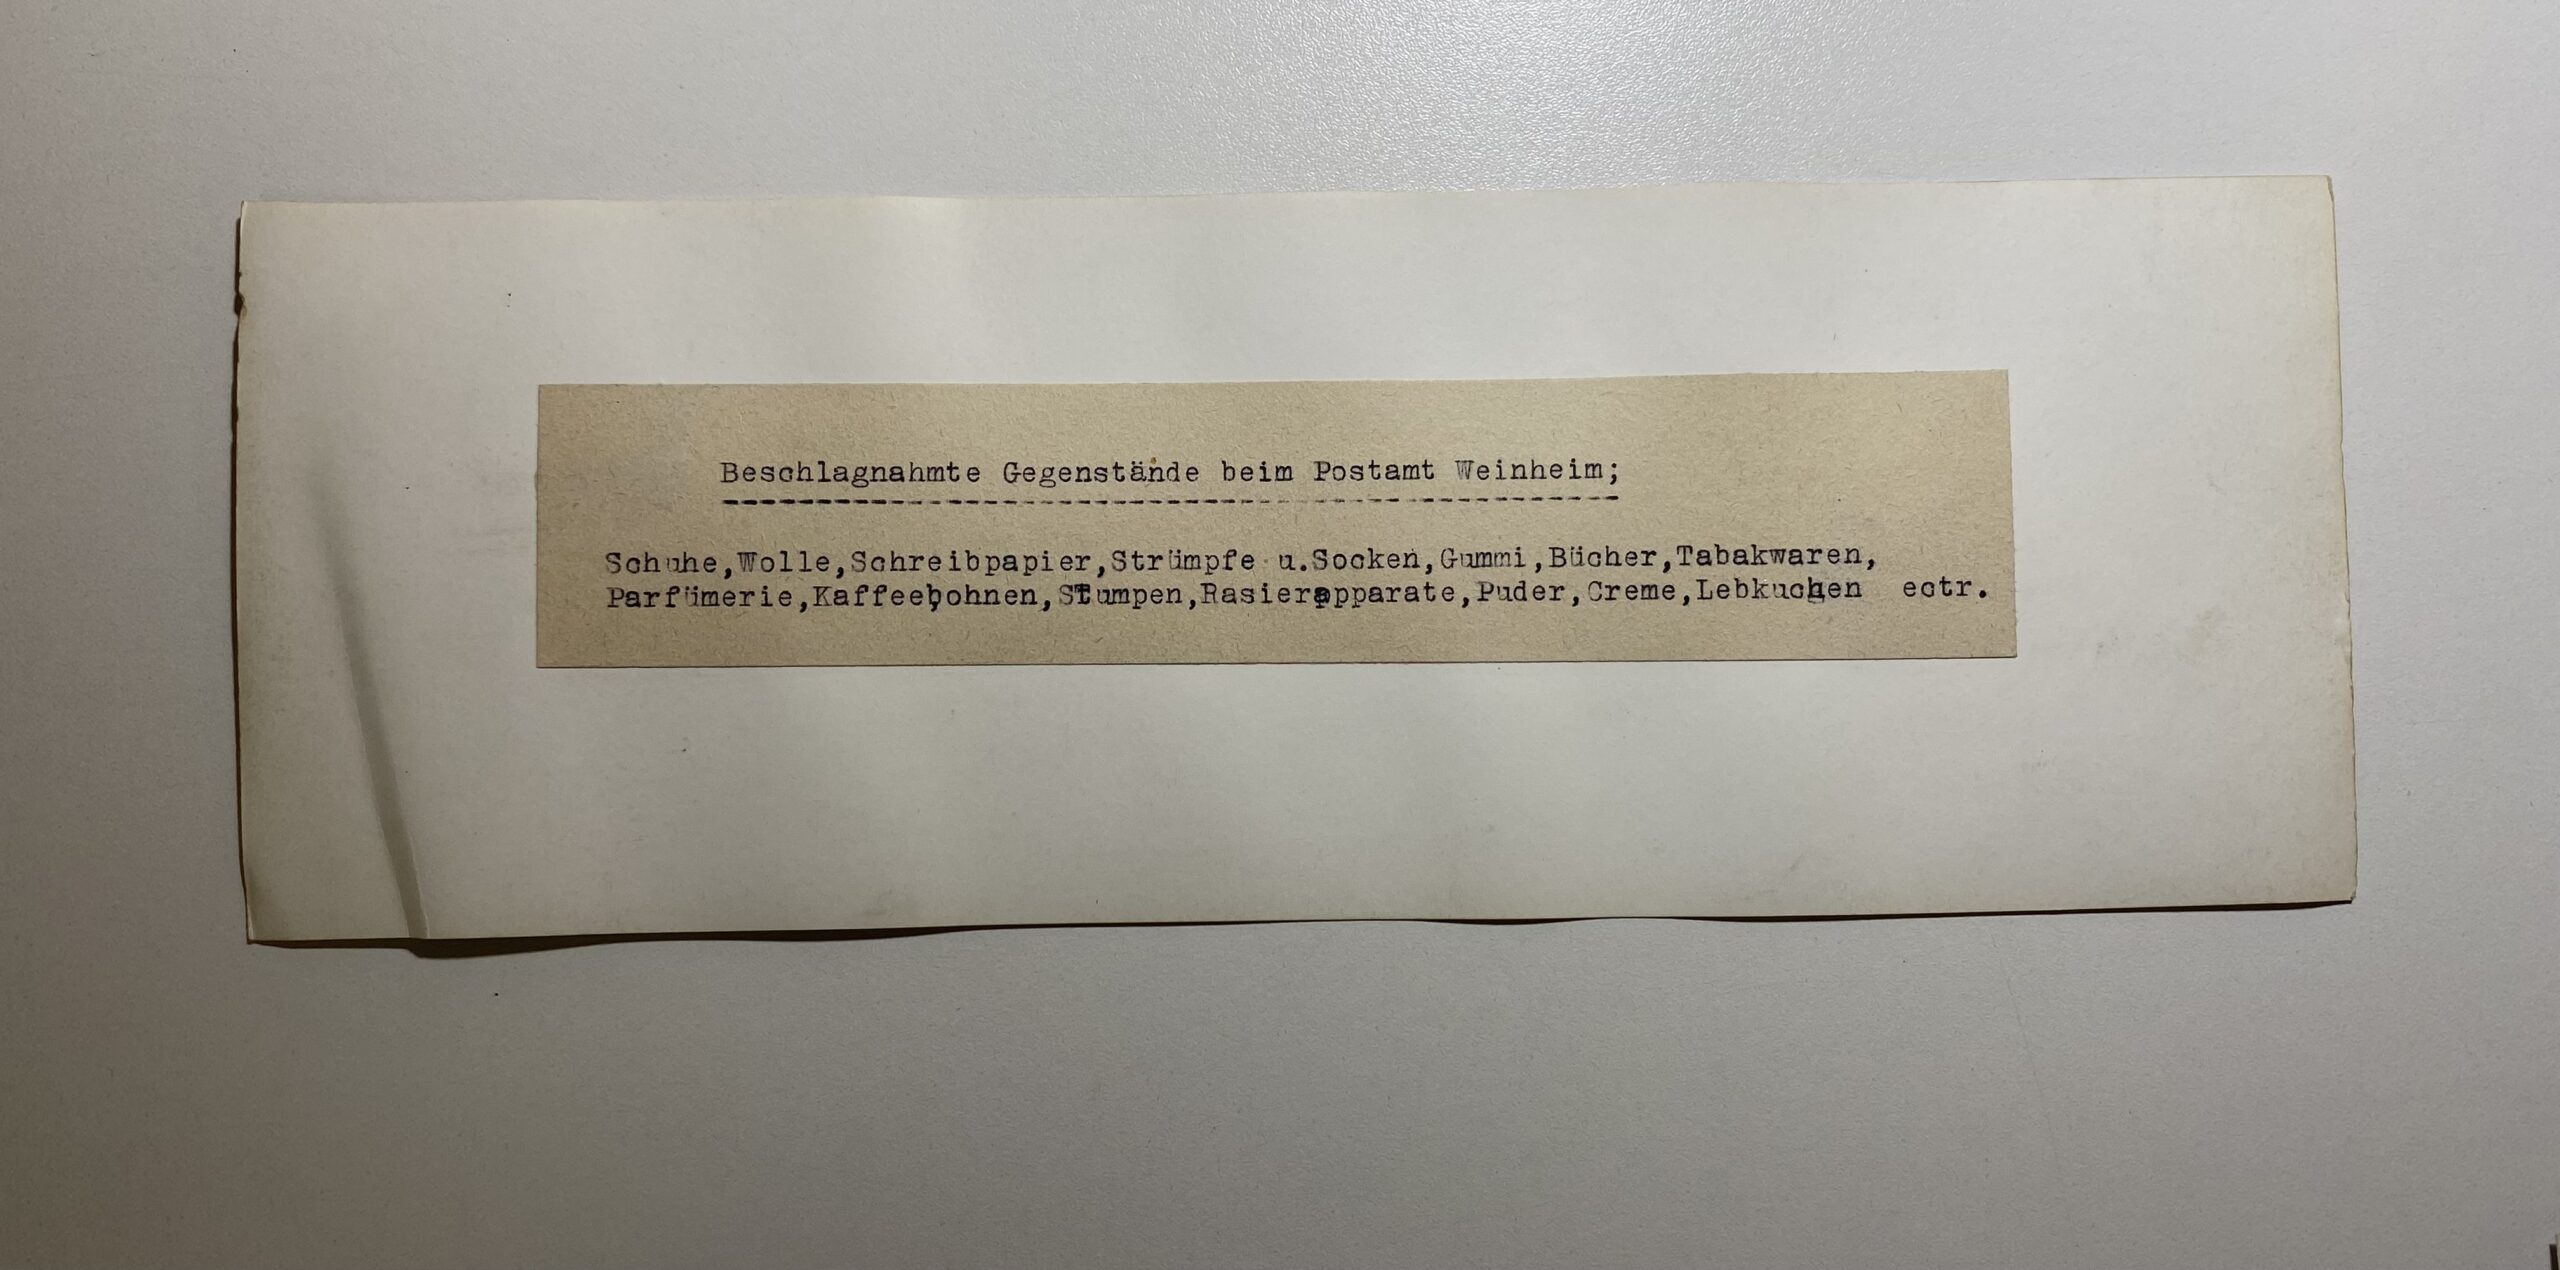 Beschlagnahmte Gegenstände beim Postamt Weinheim;
Schuhe,Wolle,Schreibpapier,Strümpfe u.Socken,Gummi,Bücher,Tabakwaren,
Parfümerie,Kaffeebohnen,STumpen,Rasierapparate,Puder,Creme,Lebkuchen ectr.